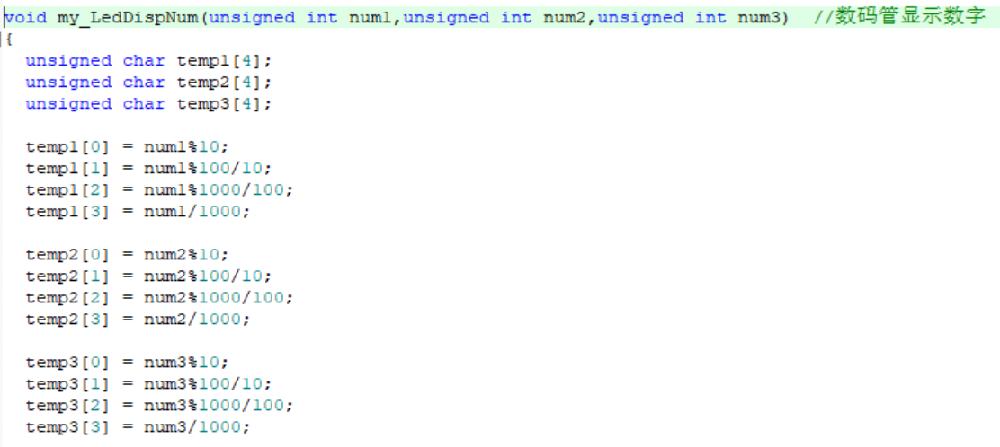 void my_LedDispNum(unsigned int num1,unsigned int num2,unsigned int num3)  //数码管显示数字
{
  unsigned char temp1[4];
  unsigned char temp2[4];
  unsigned char temp3[4];
  temp1[0] = num1%10;
  temp1[1] = num1%100/10;
  temp1[2] = num1%1000/100;
  temp1[3] = num1/1000;
  temp2[0] = num2%10;
  temp2[1] = num2%100/10;
  temp2[2] = num2%1000/100;
  temp2[3] = num2/1000;
  temp3[0] = num3%10;
  temp3[1] = num3%100/10;
  temp3[2] = num3%1000/100;
  temp3[3] = num3/1000;